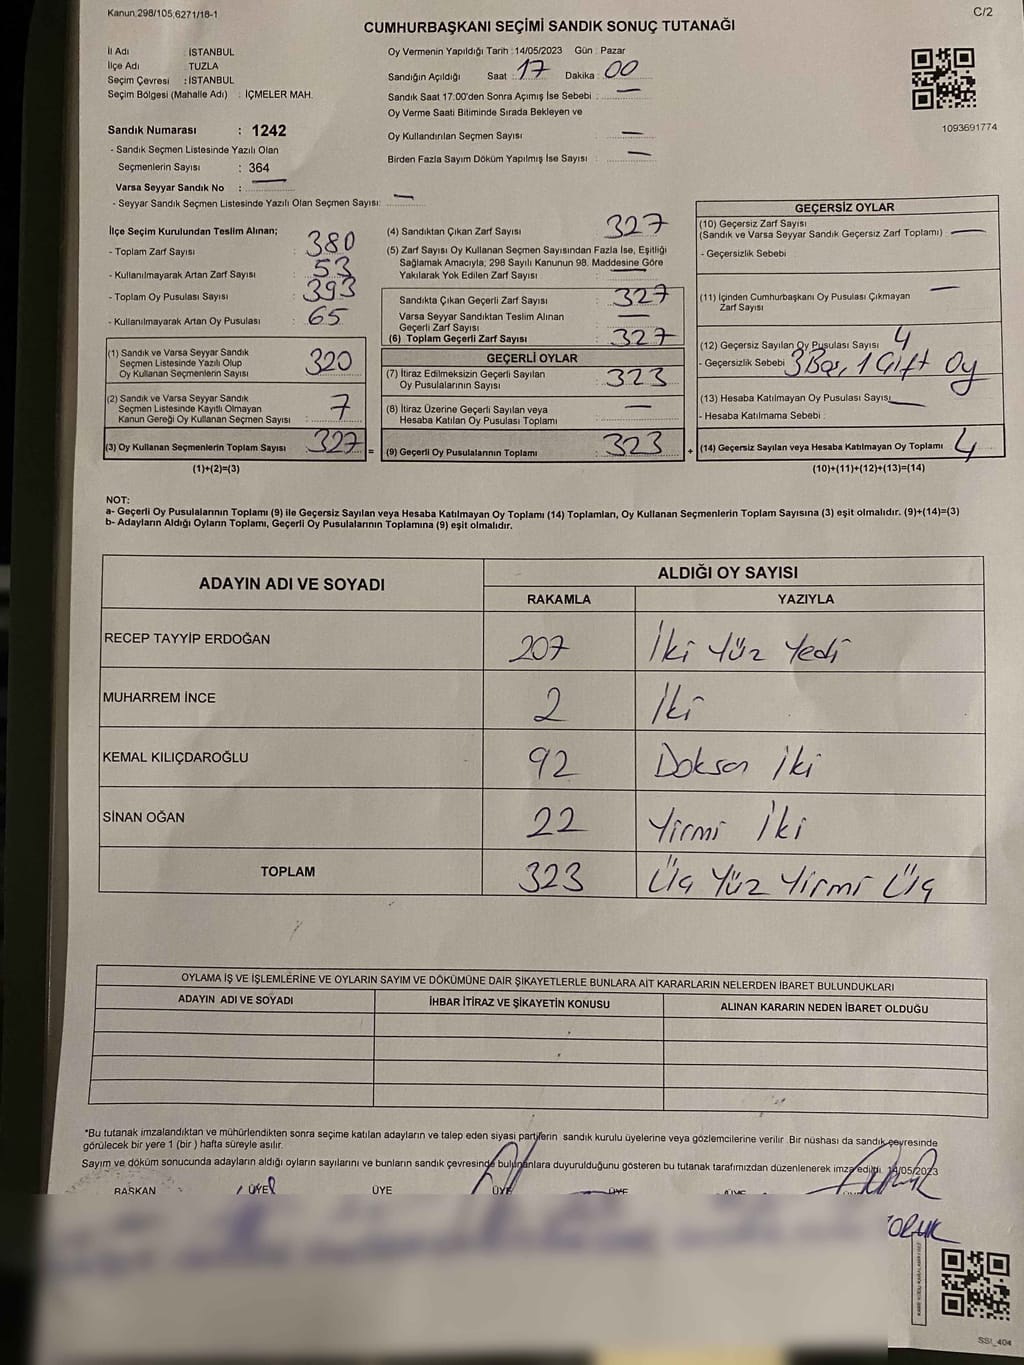 Kanun 298/105,6271/18-1
C/2
CUMHURBAŞKANI SEÇİMİ SANDIK SONUÇ TUTANAĞI
İl Adı : İSTANBUL
İlçe Adı : TUZLA
Seçim Çevresi : İSTANBUL
Seçim Bölgesi (Mahalle Adı) : İÇMELER MAH.
Sandık Numarası : 1242
- Sandık Seçmen Listesinde Yazılı Olan
Seçmenlerin Sayısı : 364
Varsa Seyyar Sandık No : —
- Seyyar Sandık Seçmen Listesinde Yazılı Olan Seçmen Sayısı: —
Oy Vermenin Yapıldığı Tarih : 14/05/2023 Gün : Pazar
Sandığın Açıldığı Saat : 17 Dakika : 00
Sandık Saat 17.00'den Sonra Açımış İse Sebebi : —
Oy Verme Saati Bitiminde Sırada Bekleyen ve
Oy Kullandırılan Seçmen Sayısı : —
Birden Fazla Sayım Döküm Yapılmış İse Sayısı : —
1093691774
İlçe Seçim Kurulundan Teslim Alınan;
- Toplam Zarf Sayısı : 380
- Kullanılmayarak Artan Zarf Sayısı : 53
- Toplam Oy Pusulası Sayısı : 393
- Kullanılmayarak Artan Oy Pusulası : 65
(1) Sandık ve Varsa Seyyar Sandık
Seçmen Listesinde Yazılı Olup
Oy Kullanan Seçmenlerin Sayısı 320
(2) Sandık ve Varsa Seyyar Sandık
Seçmen Listesinde Kayıtlı Olmayan
Kanun Gereği Oy Kullanan Seçmen Sayısı 7
(3) Oy Kullanan Seçmenlerin Toplam Sayısı 327 =
(1)+(2)=(3)
(4) Sandıktan Çıkan Zarf Sayısı : 327
(5) Zarf Sayısı Oy Kullanan Seçmen Sayısından Fazla İse, Eşitliği
Sağlamak Amacıyla, 298 Sayılı Kanunun 98. Maddesine Göre
Yakılarak Yok Edilen Zarf Sayısı : —
Sandıkta Çıkan Geçerli Zarf Sayısı : 327
Varsa Seyyar Sandıktan Teslim Alınan
Geçerli Zarf Sayısı : —
(6) Toplam Geçerli Zarf Sayısı : 327
GEÇERLİ OYLAR
(7) İtiraz Edilmeksizin Geçerli Sayılan
Oy Pusulalarının Sayısı : 323
(8) İtiraz Üzerine Geçerli Sayılan veya
Hesaba Katılan Oy Pusulası Toplamı : —
(9) Geçerli Oy Pusulalarının Toplamı : 323 +
GEÇERSİZ OYLAR
(10) Geçersiz Zarf Sayısı
(Sandık ve Varsa Seyyar Sandık Geçersiz Zarf Toplamı) : —
- Geçersizlik Sebebi :
(11) İçinden Cumhurbaşkanı Oy Pusulası Çıkmayan
Zarf Sayısı : —
(12) Geçersiz Sayılan Oy Pusulası Sayısı : 4
- Geçersizlik Sebebi : 3 Boş, 1 Çift Oy
(13) Hesaba Katılmayan Oy Pusulası Sayısı —
- Hesaba Katılmama Sebebi :
(14) Geçersiz Sayılan veya Hesaba Katılmayan Oy Toplamı 4
(10)+(11)+(12)+(13)=(14)
NOT:
a- Geçerli Oy Pusulalarının Toplamı (9) ile Geçersiz Sayılan veya Hesaba Katılmayan Oy Toplamı (14) Toplamları, Oy Kullanan Seçmenlerin Toplam Sayısına (3) eşit olmalıdır. (9)+(14)=(3)
b- Adayların Aldığı Oyların Toplamı, Geçerli Oy Pusulalarının Toplamına (9) eşit olmalıdır.
ADAYIN ADI VE SOYADI
ALDIĞI OY SAYISI
RAKAMLA YAZIYLA
RECEP TAYYİP ERDOĞAN 207 İki Yüz Yedi
MUHARREM İNCE 2 İki
KEMAL KILIÇDAROĞLU 92 Doksan İki
SİNAN OĞAN 22 Yirmi İki
TOPLAM 323 Üç Yüz Yirmi Üç
OYLAMA İŞ VE İŞLEMLERİNE VE OYLARIN SAYIM VE DÖKÜMÜNE DAİR ŞİKAYETLERLE BUNLARA AİT KARARLARIN NELERDEN İBARET BULUNDUKLARI
ADAYIN ADI VE SOYADI İHBAR İTİRAZ VE ŞİKAYETİN KONUSU ALINAN KARARIN NEDEN İBARET OLDUĞU
*Bu tutanak imzalandıktan ve mühürlendikten sonra seçime katılan adayların ve talep eden siyasi partilerin sandık kurulu üyelerine veya gözlemcilerine verilir. Bir nüshası da sandık çevresinde
görülecek bir yere 1 (bir ) hafta süreyle asılır.
Sayım ve döküm sonucunda adayların aldığı oyların sayılarını ve bunların sandık çevresinde bulunanlara duyurulduğunu gösteren bu tutanak tarafımızdan düzenlenerek imza edildi. 14/05/2023
BAŞKAN ÜYE ÜYE ÜYE ÜYE ÜYE
SSI_404